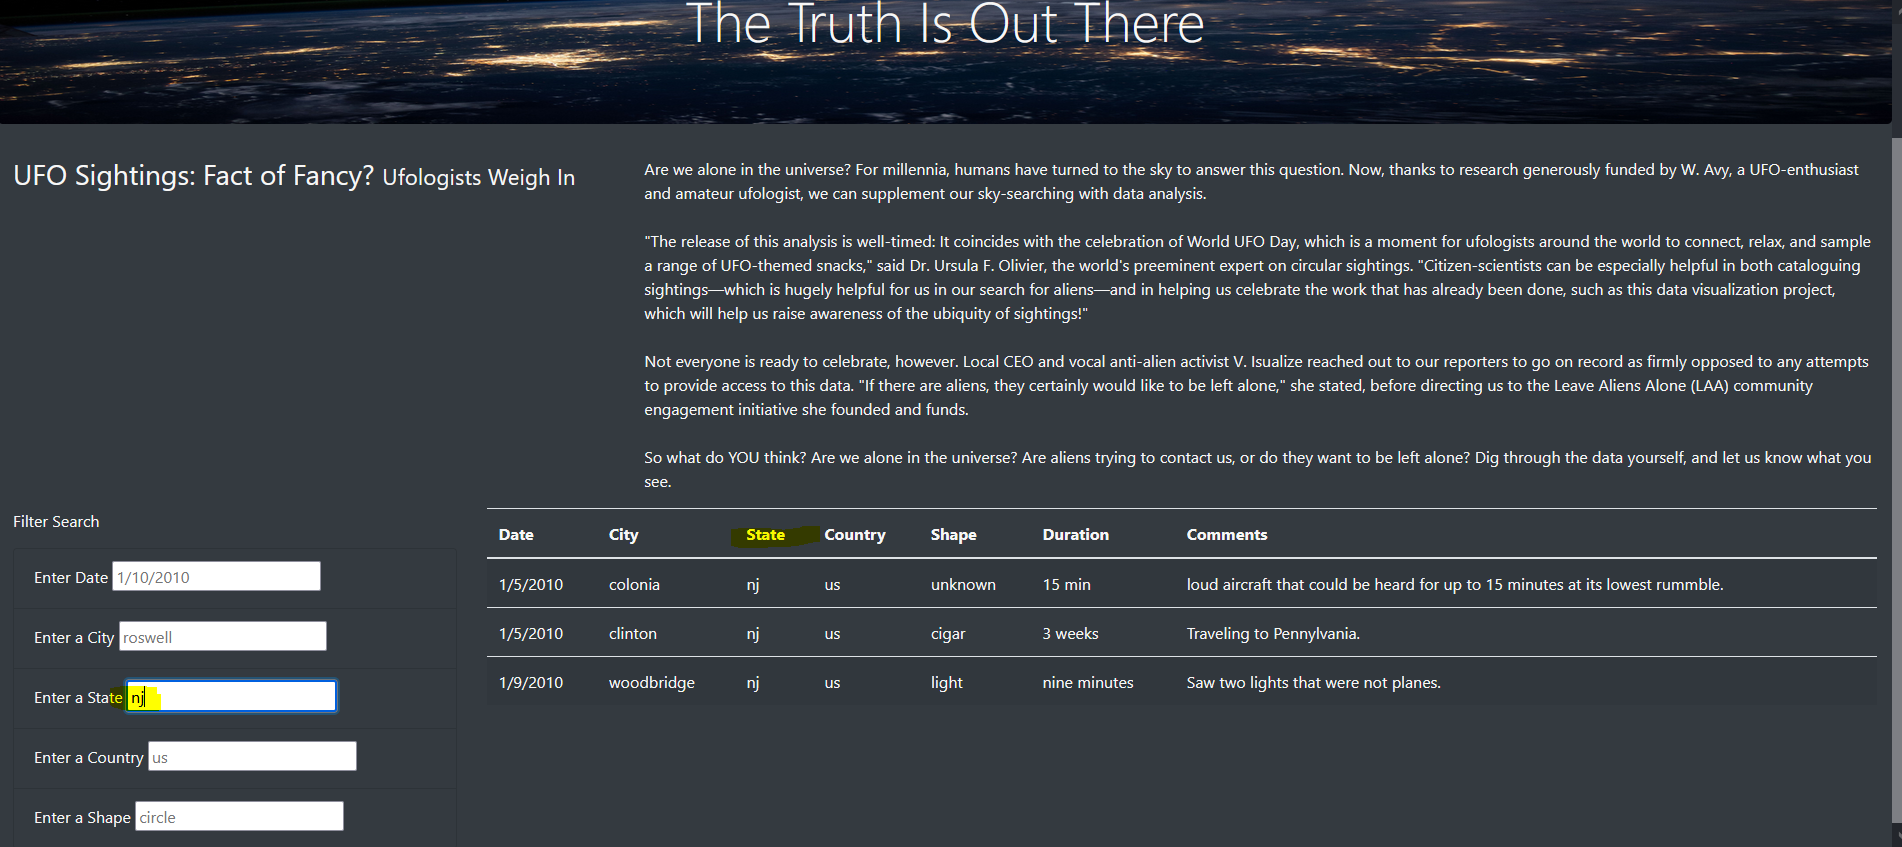 The Truth Is Out There
UFO Sightings: Fact of Fancy? Ufologists Weigh In
Are we alone in the universe? For millennia, humans have turned to the sky to answer this question. Now, thanks to research generously funded by W. Avy, a UFO-enthusiast
and amateur ufologist, we can supplement our sky-searching with data analysis.
"The release of this analysis is well-timed: It coincides with the celebration of World UFO Day, which is a moment for ufologists around the world to connect, relax, and sample
a range of UFO-themed snacks," said Dr. Ursula F. Olivier, the world's preeminent expert on circular sightings. "Citizen-scientists can be especially helpful in both cataloguing
sightings—which is hugely helpful for us in our search for aliens—and in helping us celebrate the work that has already been done, such as this data visualization project,
which will help us raise awareness of the ubiquity of sightings!"
Not everyone is ready to celebrate, however. Local CEO and vocal anti-alien activist V. Isualize reached out to our reporters to go on record as firmly opposed to any attempts
to provide access to this data. "If there are aliens, they certainly would like to be left alone," she stated, before directing us to the Leave Aliens Alone (LAA) community
engagement initiative she founded and funds.
So what do YOU think? Are we alone in the universe? Are aliens trying to contact us, or do they want to be left alone? Dig through the data yourself, and let us know what you
see.
Filter Search
Enter Date 1/10/2010
Enter a City roswell
Enter a State nj
Enter a Country us
Enter a Shape circle
Date City State Country Shape Duration Comments
1/5/2010 colonia nj us unknown 15 min loud aircraft that could be heard for up to 15 minutes at its lowest rummble.
1/5/2010 clinton nj us cigar 3 weeks Traveling to Pennylvania.
1/9/2010 woodbridge nj us light nine minutes Saw two lights that were not planes.